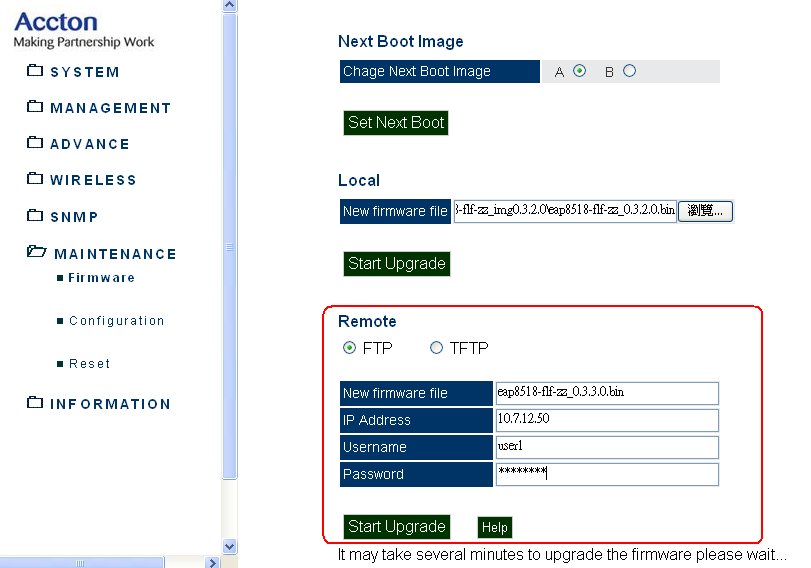 Accton
Making Partnership Work
SYSTEM
MANAGEMENT
ADVANCE
WIRELESS
SNMP
MAINTENANCE
Firmware
Configuration
Reset
INFORMATION
Next Boot Image
Chage Next Boot Image A B
Set Next Boot
Local
New firmware file 3-flf-zz_img0.3.2.0\eap8518-flf-zz_0.3.2.0.bin 瀏覽...
Start Upgrade
Remote
FTP TFTP
New firmware file eap8518-flf-zz_0.3.3.0.bin
IP Address 10.7.12.50
Username user1
Password ********
Start Upgrade Help
It may take several minutes to upgrade the firmware please wait...